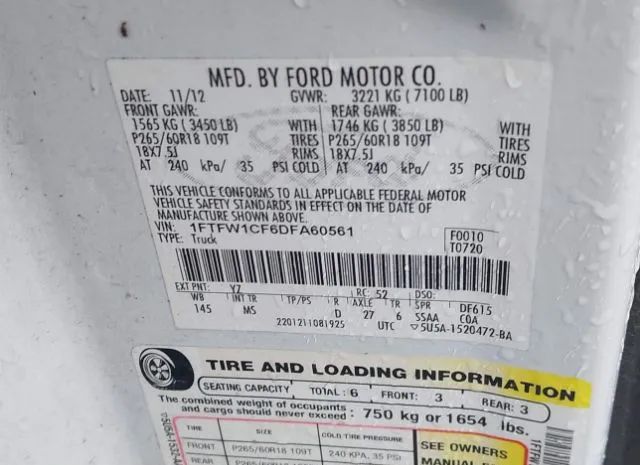 MFD. BY FORD MOTOR CO.
DATE: 11/12 GVWR: 3221 KG ( 7100 LB)
FRONT GAWR: REAR GAWR:
1565 KG ( 3450 LB) WITH 1746 KG ( 3850 LB) WITH
P265/60R18 109T TIRES P265/60R18 109T TIRES
18X7.5J RIMS 18X7.5J RIMS
AT 240 kPa/ 35 PSI COLD AT 240 kPa/ 35 PSI COLD
THIS VEHICLE CONFORMS TO ALL APPLICABLE FEDERAL MOTOR
VEHICLE SAFETY STANDARDS IN EFFECT ON THE DATE OF
MANUFACTURE SHOWN ABOVE.
VIN: 1FTFW1CF6DFA60561 F0010
TYPE: Truck T0720
EXT PNT: YZ RC: 52 DSO:
WB INT TR TP/PS R AXLE TR SPR DF615
145 MS D 27 6 SSAA COA
2201211081925 UTC 5U5A-1520472-BA
TIRE AND LOADING INFORMATION
SEATING CAPACITY TOTAL: 6 FRONT: 3 REAR: 3
The combined weight of occupants
and cargo should never exceed: 750 kg or 1654 lbs.
TIRE SIZE COLD TIRE PRESSURE SEE OWNERS
FRONT P265/60R18 109T 240 KPA, 35 PSI MANUAL
REAR P265/60R18 109T